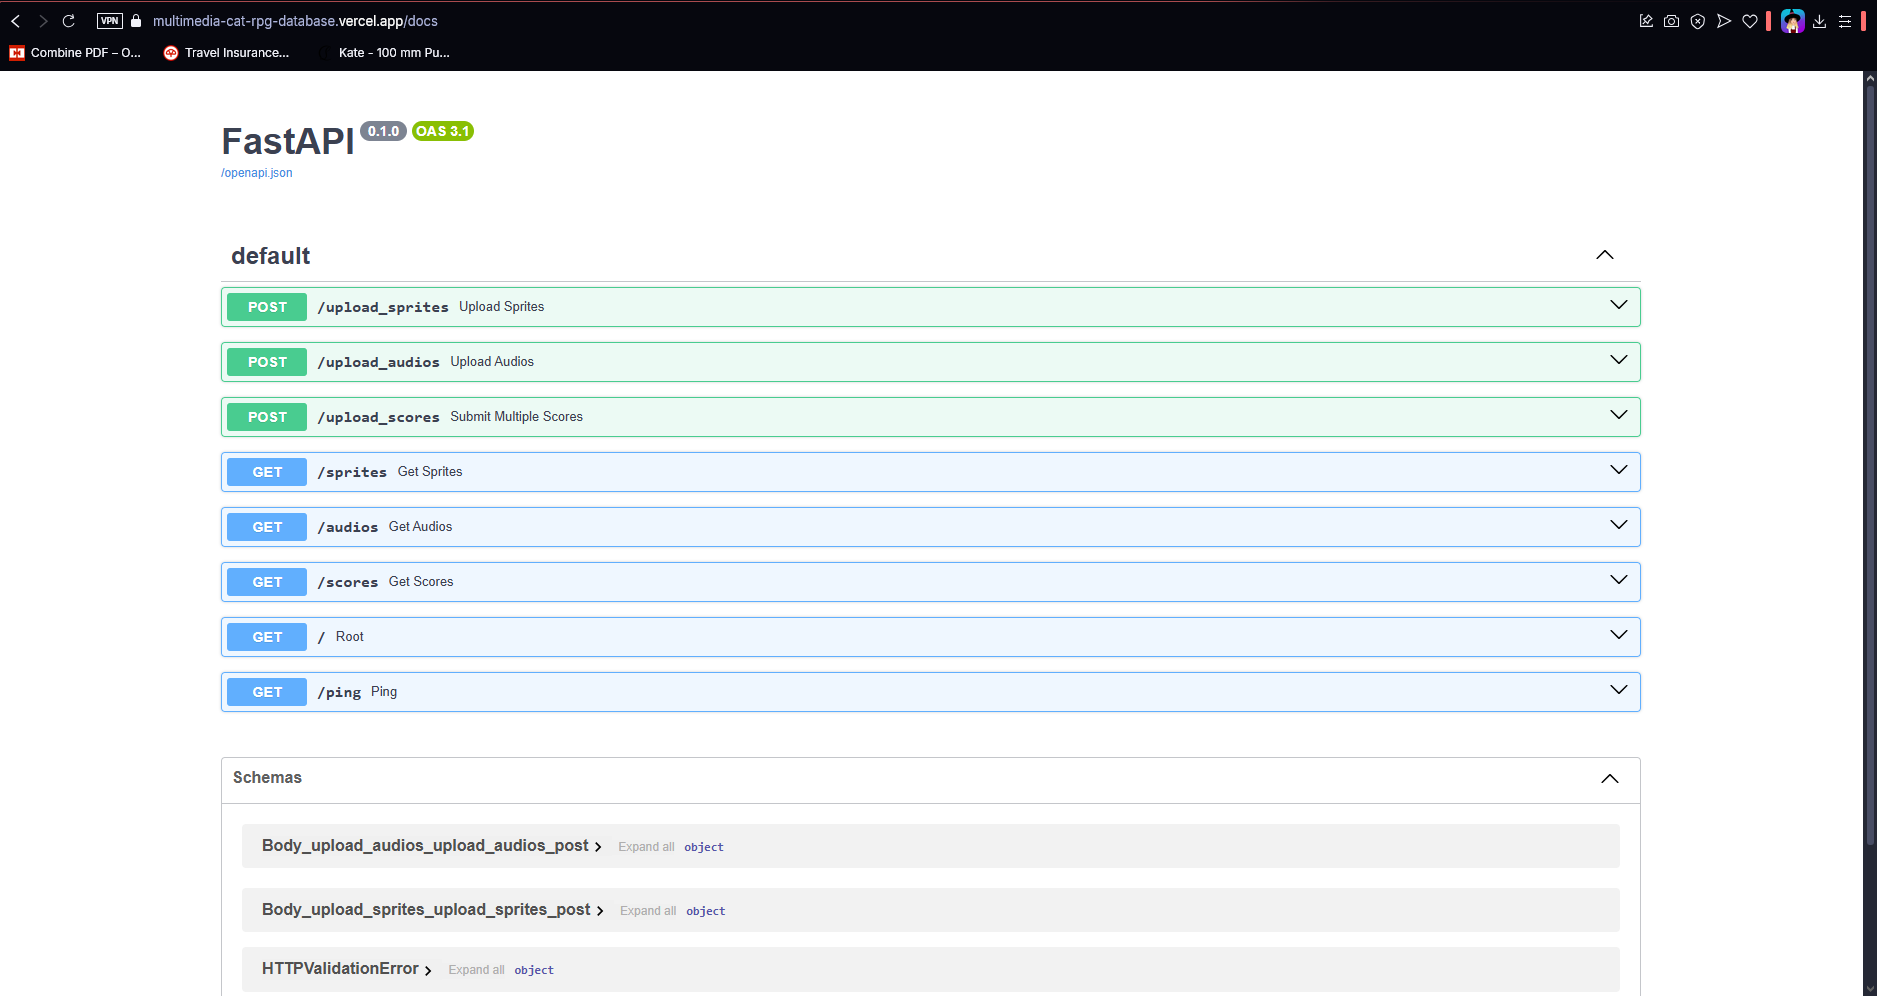 VPN multimedia-cat-rpg-database.vercel.app/docs
Combine PDF – O... Travel Insurance... Kate - 100 mm Pu...
FastAPI 0.1.0 OAS 3.1
/openapi.json
default
POST /upload_sprites Upload Sprites
POST /upload_audios Upload Audios
POST /upload_scores Submit Multiple Scores
GET /sprites Get Sprites
GET /audios Get Audios
GET /scores Get Scores
GET / Root
GET /ping Ping
Schemas
Body_upload_audios_upload_audios_post Expand all object
Body_upload_sprites_upload_sprites_post Expand all object
HTTPValidationError Expand all object